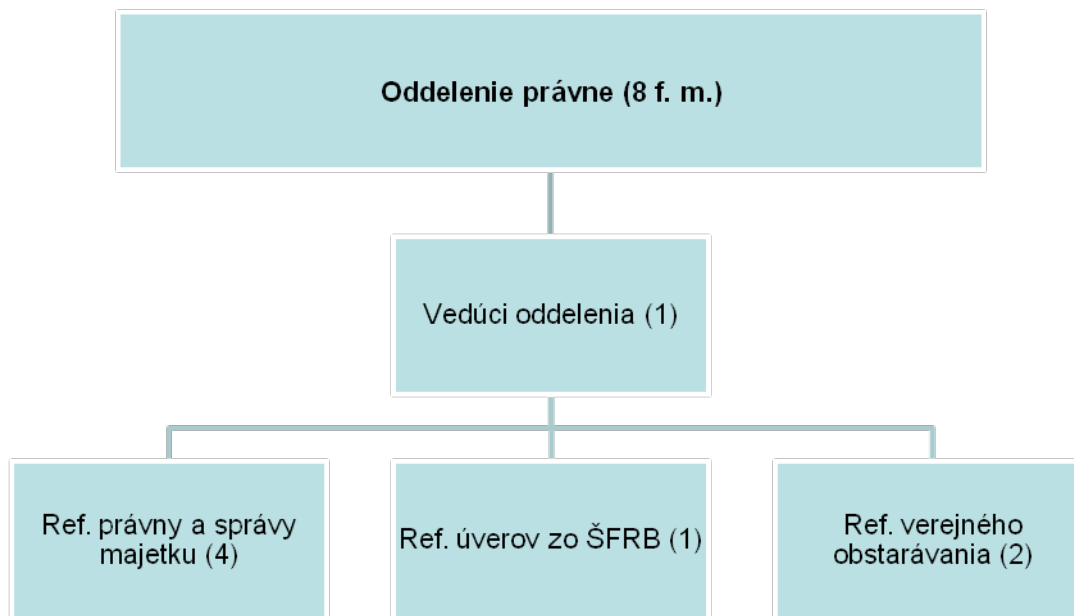 Oddelenie právne (8 f. m.)
Vedúci oddelenia (1)
Ref. právny a správy
majetku (4)
Ref. úverov zo ŠFRB (1)
Ref. verejného
obstarávania (2)